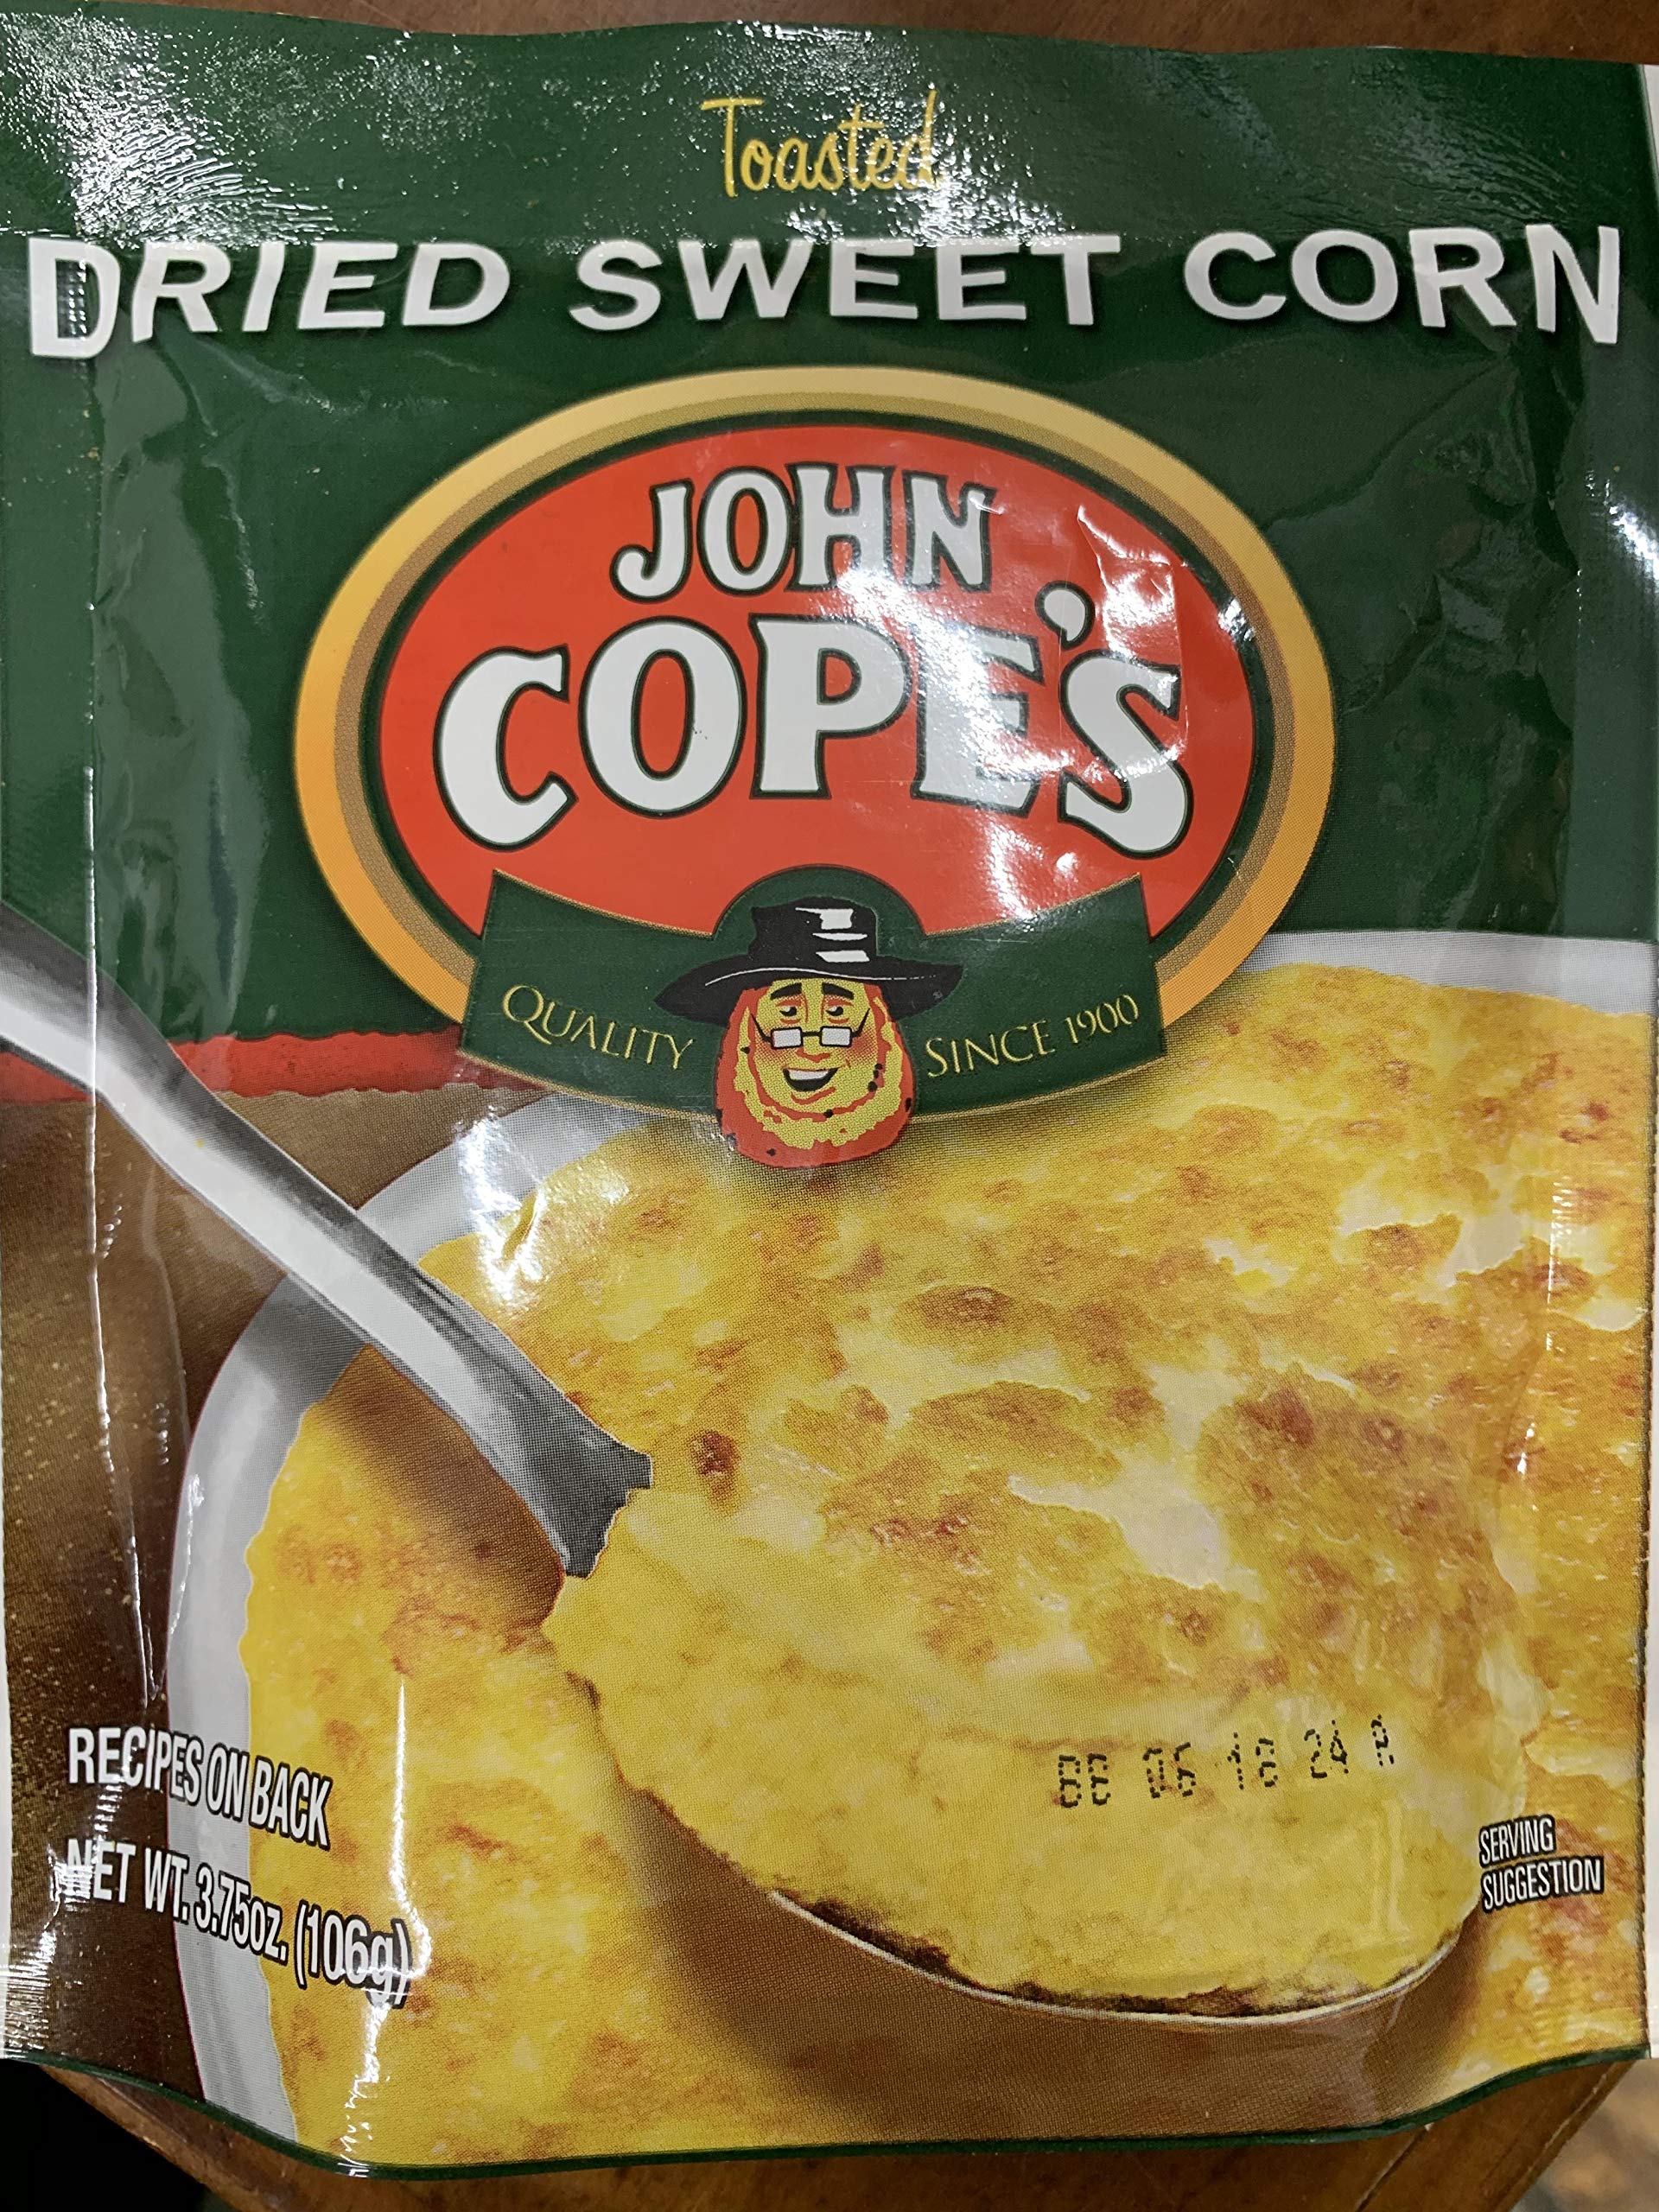 Toasted
DRIED SWEET CORN
JOHN
COPE'S
QUALITY SINCE 1900
RECIPES ON BACK
NET WT. 3.75oz. (106g)
BB 06 18 24 R
SERVING
SUGGESTION